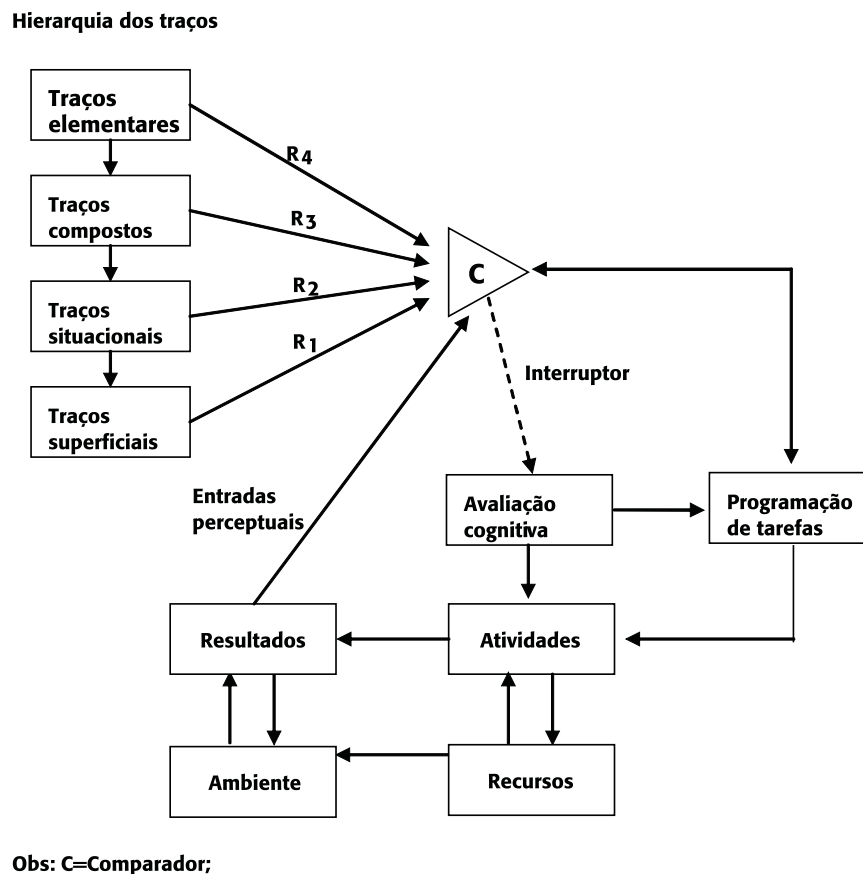 Hierarquia dos traços
Traços
elementares
R4
Traços
compostos
R3
C
Traços
situacionais
R2
R1
Interruptor
Traços
superficiais
Entradas
perceptuais
Avaliação
cognitiva
Programação
de tarefas
Resultados
Atividades
Ambiente
Recursos
Obs: C=Comparador;